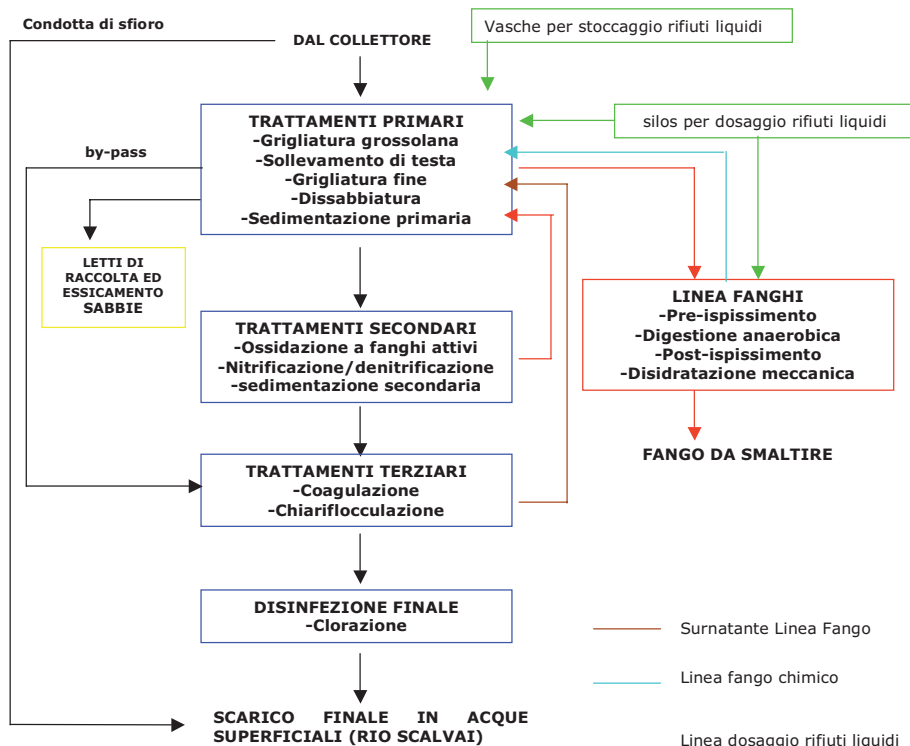 Condotta di sfioro
DAL COLLETTORE
Vasche per stoccaggio rifiuti liquidi
silos per dosaggio rifiuti liquidi
TRATTAMENTI PRIMARI
-Grigliatura grossolana
-Sollevamento di testa
-Grigliatura fine
-Dissabbiatura
-Sedimentazione primaria
by-pass
LETTI DI
RACCOLTA ED
ESSICAMENTO
SABBIE
TRATTAMENTI SECONDARI
-Ossidazione a fanghi attivi
-Nitrificazione/denitrificazione
-sedimentazione secondaria
LINEA FANGHI
-Pre-ispissimento
-Digestione anaerobica
-Post-ispissimento
-Disidratazione meccanica
FANGO DA SMALTIRE
TRATTAMENTI TERZIARI
-Coagulazione
-Chiariflocculazione
DISINFEZIONE FINALE
-Clorazione
SCARICO FINALE IN ACQUE
SUPERFICIALI (RIO SCALVAI)
Surnatante Linea Fango
Linea fango chimico
Linea dosaggio rifiuti liquidi